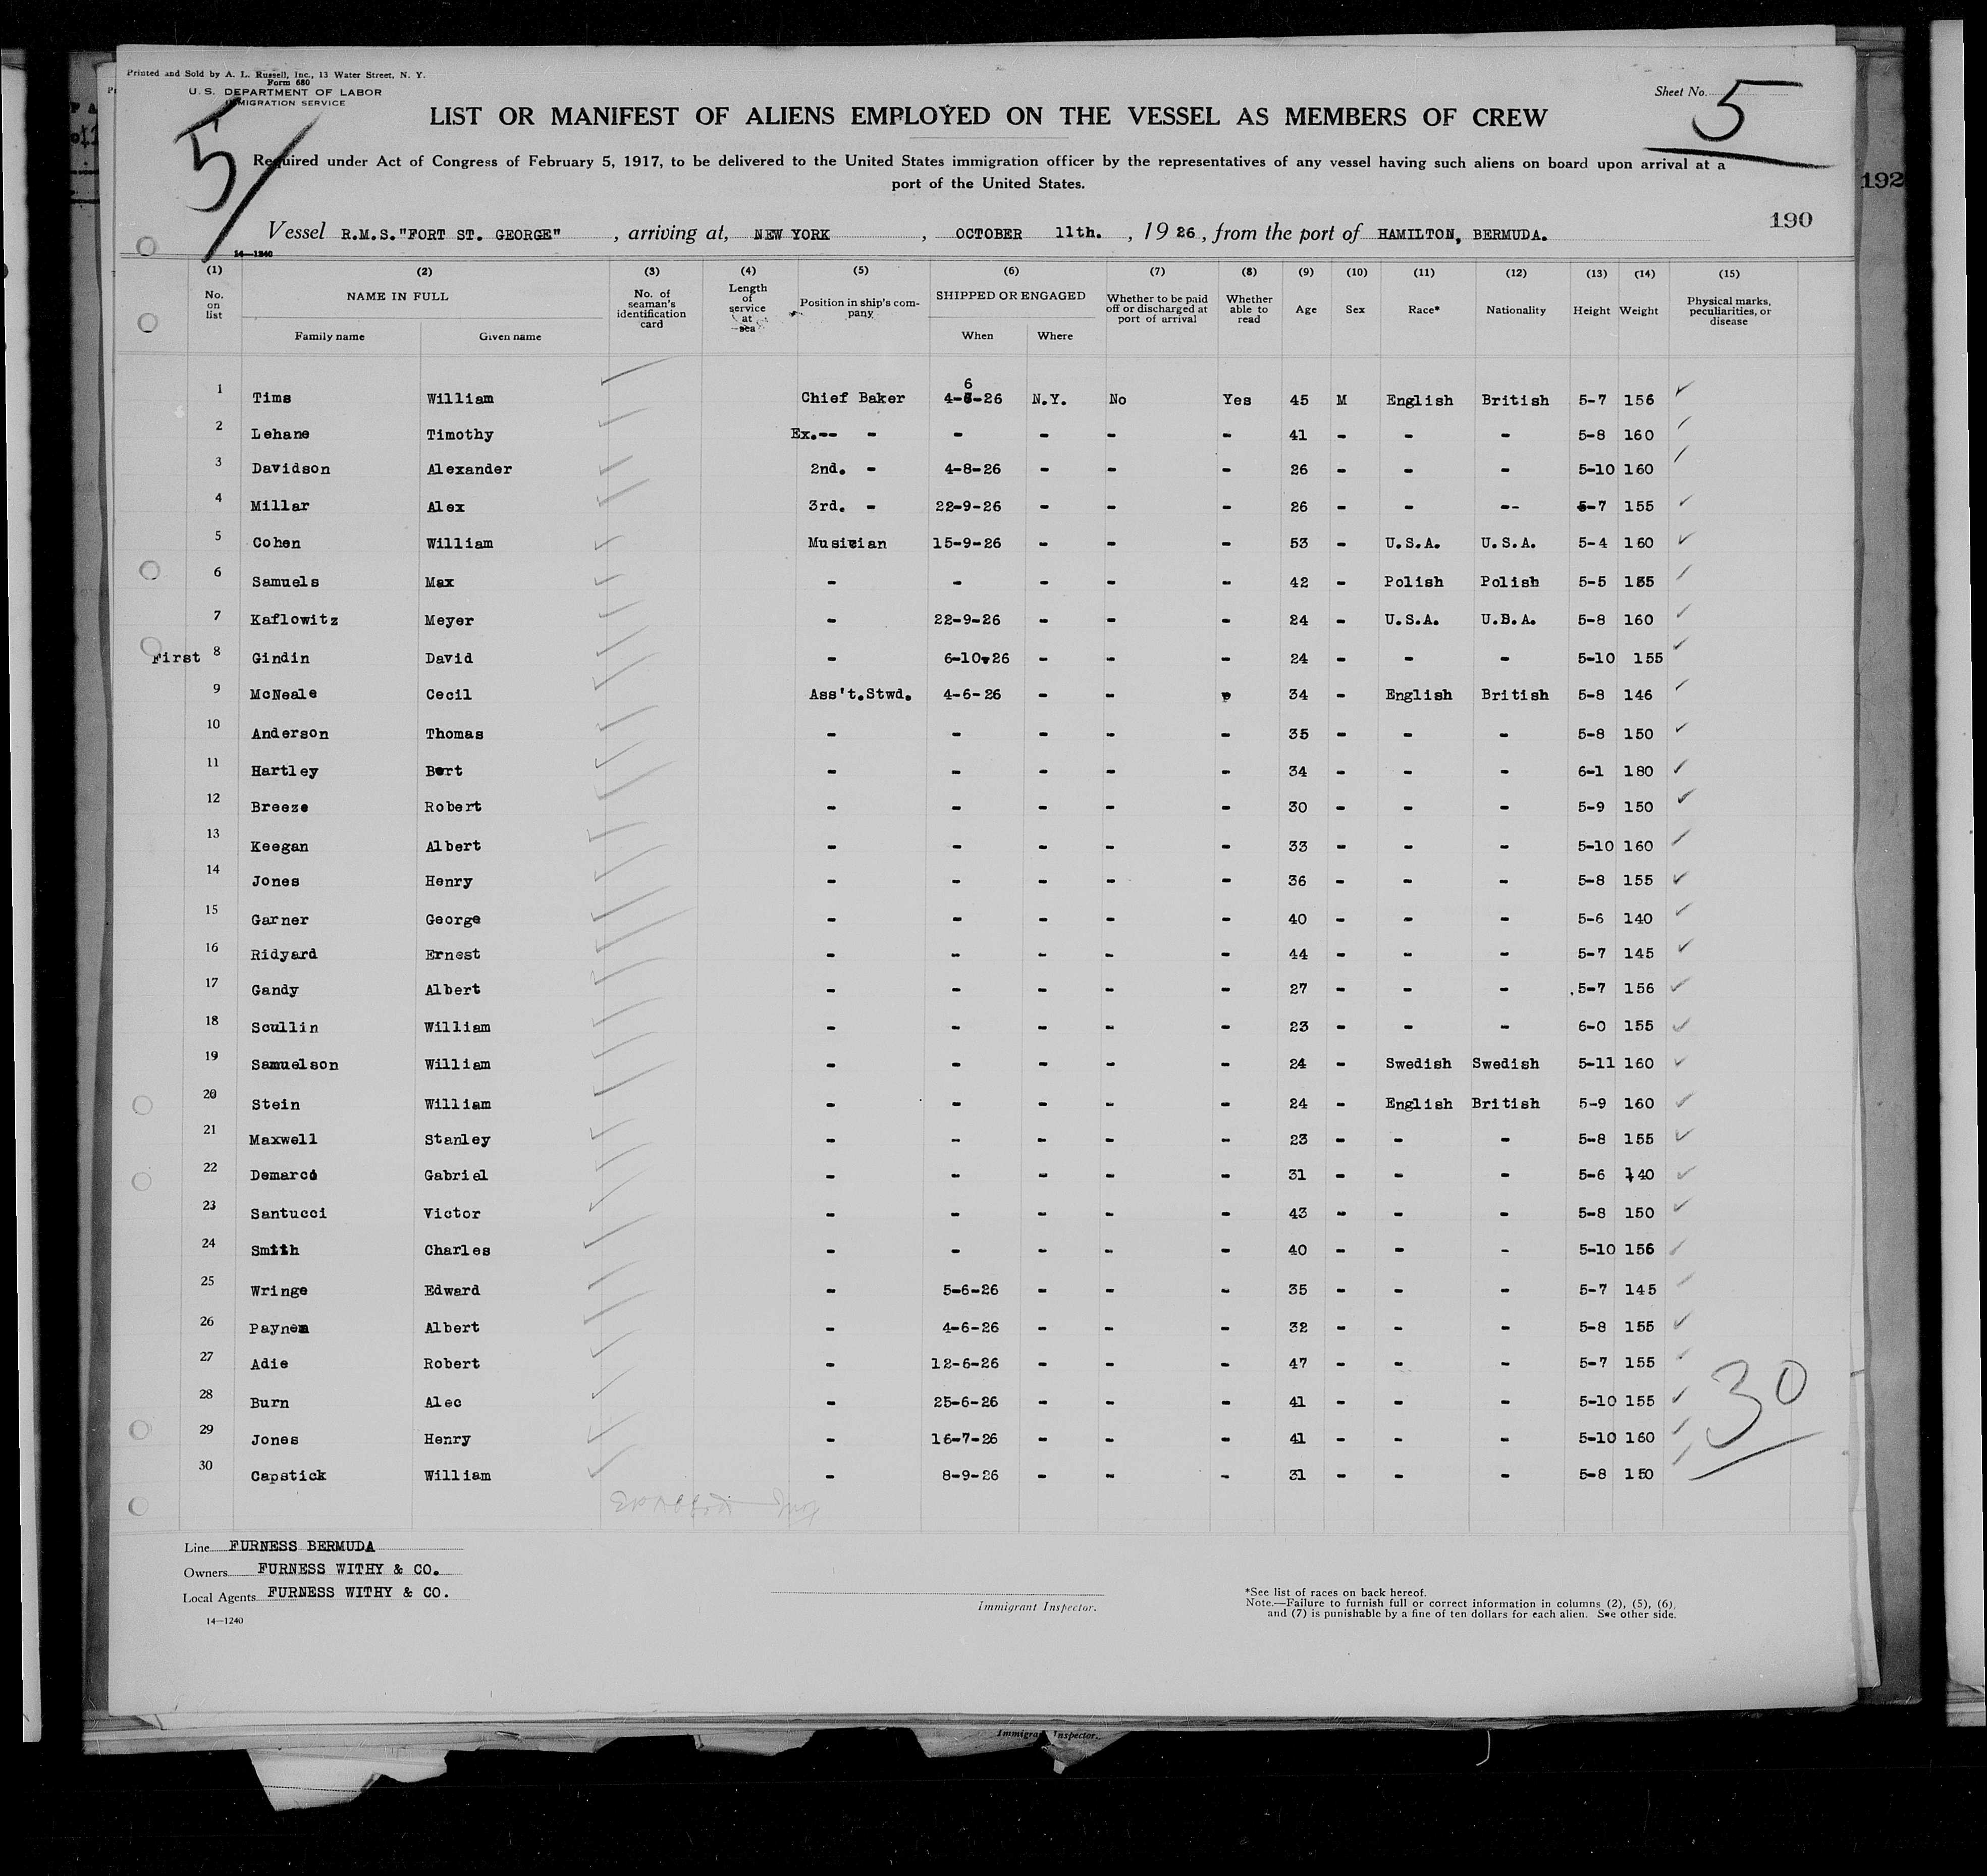 Printed and Sold by A. L. Russell, Inc., 13 Water Street, N. Y.
Form 680
U. S. DEPARTMENT OF LABOR
IMMIGRATION SERVICE
5/
Sheet No. 5
LIST OR MANIFEST OF ALIENS EMPLOYED ON THE VESSEL AS MEMBERS OF CREW
Required under Act of Congress of February 5, 1917, to be delivered to the United States immigration officer by the representatives of any vessel having such aliens on board upon arrival at a
port of the United States.
192
190
Vessel R.M.S."FORT ST. GEORGE" , arriving at, NEW YORK , OCTOBER 11th. , 19 26 , from the port of HAMILTON, BERMUDA.
14—1240
(1) (2) (3) (4) (5) (6) (7) (8) (9) (10) (11) (12) (13) (14) (15)
No. on list NAME IN FULL Family name Given name No. of seaman's identification card Length of service at sea Position in ship's company SHIPPED OR ENGAGED When Where Whether to be paid off or discharged at port of arrival Whether able to read Age Sex Race* Nationality Height Weight Physical marks, peculiarities, or disease
6
1 Tims William Chief Baker 4-6-26 N.Y. No Yes 45 M English British 5-7 156
2 Lehane Timothy Ex.-- - - - - - 41 - - - 5-8 160
3 Davidson Alexander 2nd. - 4-8-26 - - - 26 - - - 5-10 160
4 Millar Alex 3rd. - 22-9-26 - - - 26 - - -- 5-7 155
5 Cohen William Musician 15-9-26 - - - 53 - U.S.A. U.S.A. 5-4 160
6 Samuels Max - - - - - 42 - Polish Polish 5-5 155
7 Kaflowitz Meyer - 22-9-26 - - - 24 - U.S.A. U.S.A. 5-8 160
First 8 Gindin David - 6-10-26 - - - 24 - - - 5-10 155
9 McNeale Cecil Ass't.Stwd. 4-6-26 - - - 34 - English British 5-8 146
10 Anderson Thomas - - - - - 35 - - - 5-8 150
11 Hartley Bert - - - - - 34 - - - 6-1 180
12 Breeze Robert - - - - - 30 - - - 5-9 150
13 Keegan Albert - - - - - 33 - - - 5-10 160
14 Jones Henry - - - - - 36 - - - 5-8 155
15 Garner George - - - - - 40 - - - 5-6 140
16 Ridyard Ernest - - - - - 44 - - - 5-7 145
17 Gandy Albert - - - - - 27 - - - 5-7 156
18 Scullin William - - - - - 23 - - - 6-0 155
19 Samuelson William - - - - - 24 - Swedish Swedish 5-11 160
20 Stein William - - - - - 24 - English British 5-9 160
21 Maxwell Stanley - - - - - 23 - - - 5-8 155
22 Demarco Gabriel - - - - - 31 - - - 5-6 140
23 Santucci Victor - - - - - 43 - - - 5-8 150
24 Smith Charles - - - - - 40 - - - 5-10 156
25 Wringe Edward - 5-6-26 - - - 35 - - - 5-7 145
26 Payne Albert - 4-6-26 - - - 32 - - - 5-8 155
27 Adie Robert - 12-6-26 - - - 47 - - - 5-7 155
28 Burn Alec - 25-6-26 - - - 41 - - - 5-10 155
29 Jones Henry - 16-7-26 - - - 41 - - - 5-10 160
30 Capstick William - 8-9-26 - - - 31 - - - 5-8 150
30
Line FURNESS BERMUDA
Owners FURNESS WITHY & CO.
Local Agents FURNESS WITHY & CO.
14—1240
Immigrant Inspector.
*See list of races on back hereof.
Note.—Failure to furnish full or correct information in columns (2), (5), (6),
and (7) is punishable by a fine of ten dollars for each alien. See other side.
Immigrant Inspector.